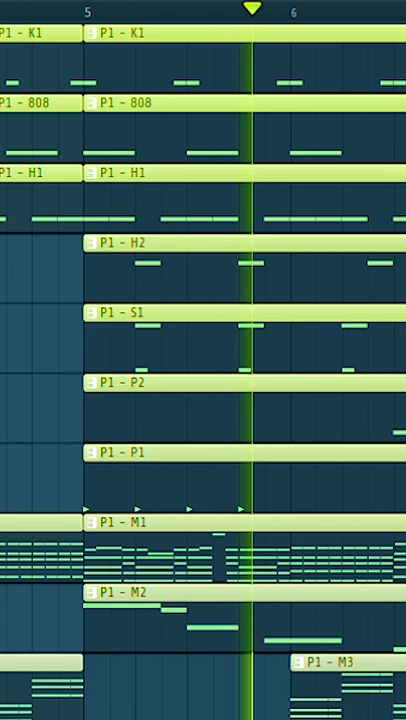 5 6
P1 - K1 P1 - K1
P1 - 808 P1 - 808
P1 - H1 P1 - H1
P1 - H2
P1 - S1
P1 - P2
P1 - P1
P1 - M1
P1 - M2
P1 - M3